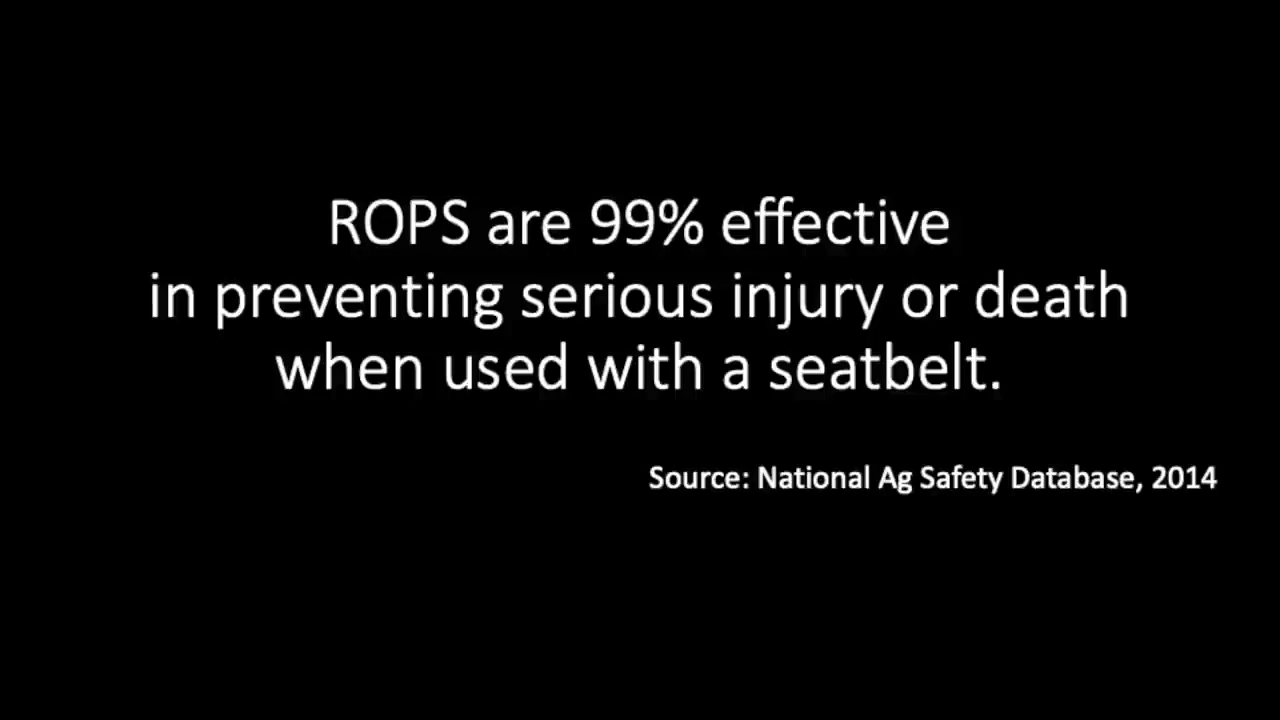 ROPS are 99% effective
in preventing serious injury or death
when used with a seatbelt.
Source: National Ag Safety Database, 2014